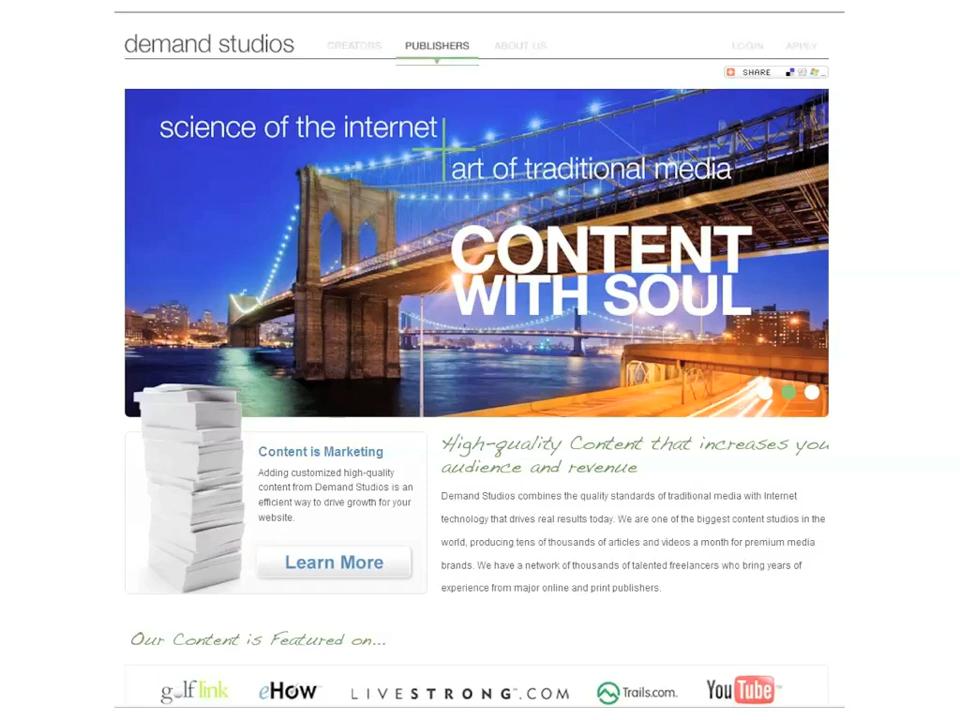 demand studios CREATORS PUBLISHERS ABOUT US LOGIN APPLY
SHARE
science of the internet
art of traditional media
CONTENT
WITH SOUL
Content is Marketing
Adding customized high-quality
content from Demand Studios is an
efficient way to drive growth for your
website.
Learn More
High-quality Content that increases you
audience and revenue
Demand Studios combines the quality standards of traditional media with Internet
technology that drives real results today. We are one of the biggest content studios in the
world, producing tens of thousands of articles and videos a month for premium media
brands. We have a network of thousands of talented freelancers who bring years of
experience from major online and print publishers.
Our Content is Featured on...
golflink eHow™ LIVESTRONG™.COM Trails.com. YouTube™